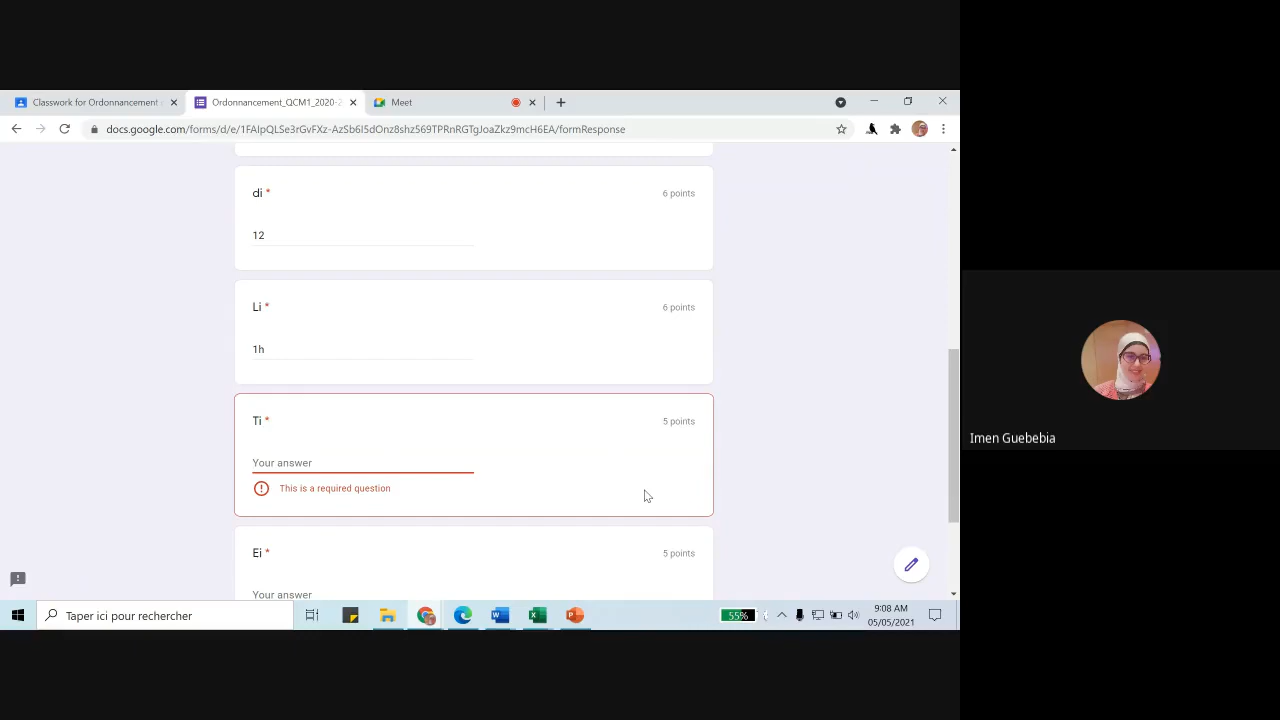 Classwork for Ordonnancement
Ordonnancement_QCM1_2020-2
Meet
docs.google.com/forms/d/e/1FAIpQLSe3rGvFXz-AzSb6I5dOnz8shz569TPRnRGTgJoaZkz9mcH6EA/formResponse
di *
6 points
12
Li *
6 points
1h
Ti *
5 points
Your answer
This is a required question
Ei *
5 points
Your answer
Imen Guebebia
Taper ici pour rechercher
55%
9:08 AM
05/05/2021